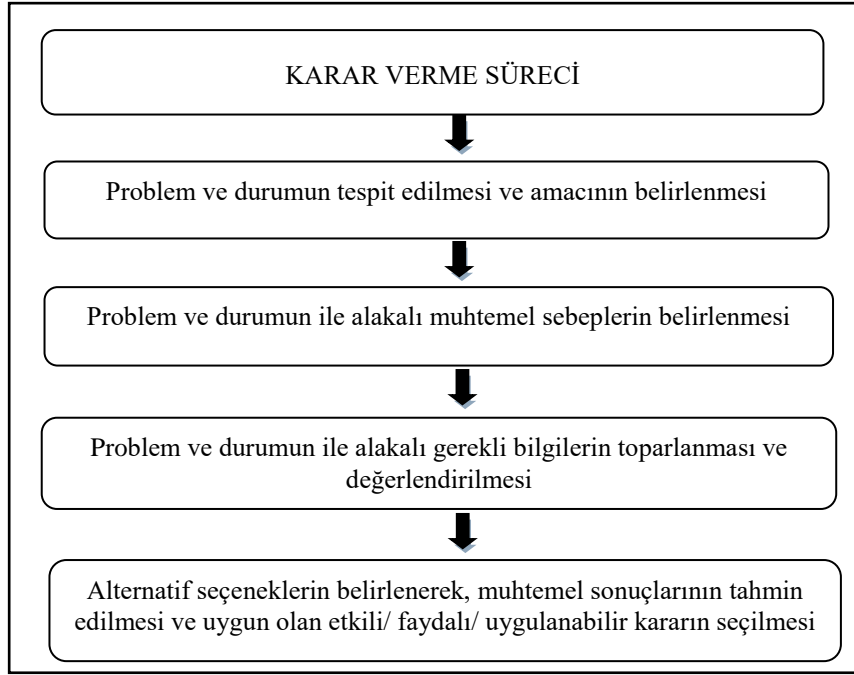 KARAR VERME SÜRECİ
Problem ve durumun tespit edilmesi ve amacının belirlenmesi
Problem ve durumun ile alakalı muhtemel sebeplerin belirlenmesi
Problem ve durumun ile alakalı gerekli bilgilerin toparlanması ve
değerlendirilmesi
Alternatif seçeneklerin belirlenerek, muhtemel sonuçlarının tahmin
edilmesi ve uygun olan etkili/ faydalı/ uygulanabilir kararın seçilmesi